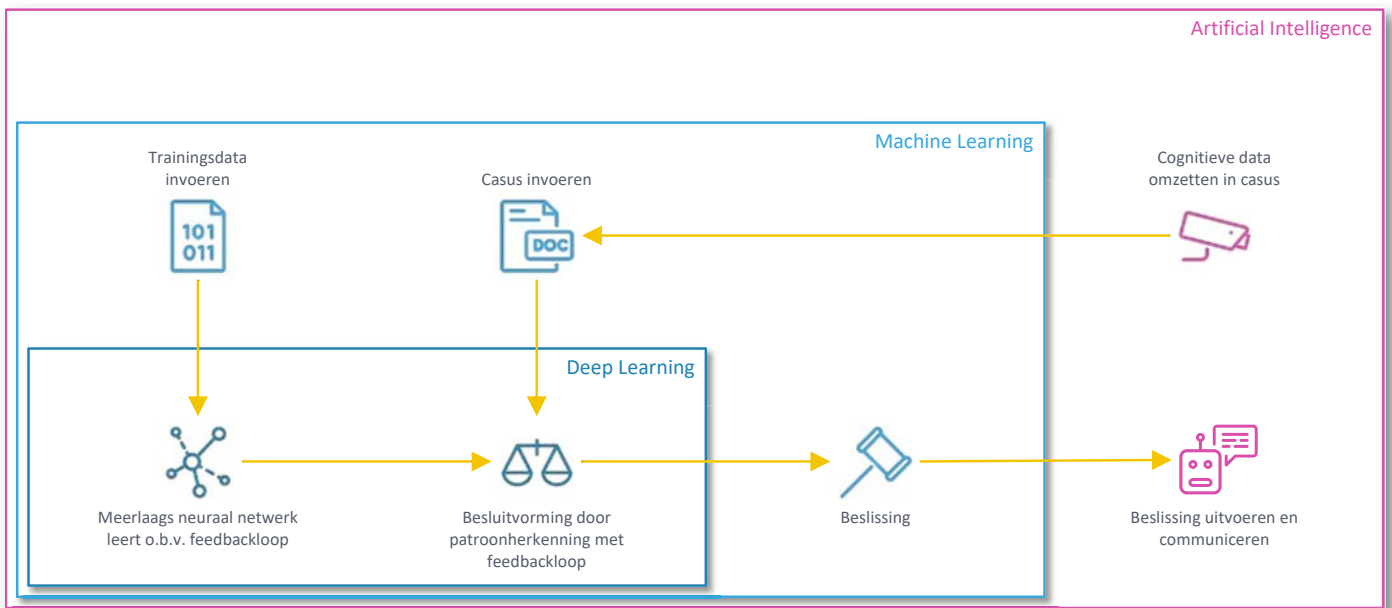 Artificial Intelligence
Machine Learning
Trainingsdata
invoeren
Casus invoeren
Cognitieve data
omzetten in casus
101
011
DOC
Deep Learning
Meerlaags neuraal netwerk
leert o.b.v. feedbackloop
Besluitvorming door
patroonherkenning met
feedbackloop
Beslissing
Beslissing uitvoeren en
communiceren